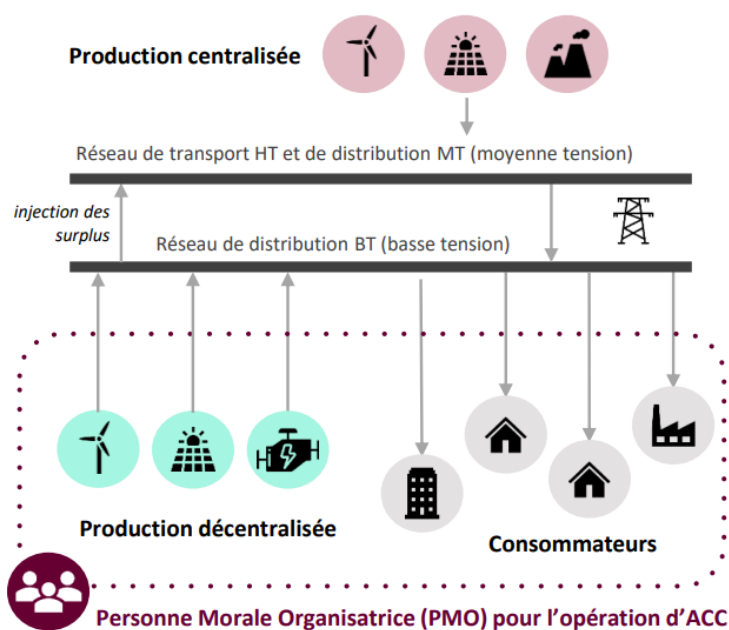 Production centralisée
Réseau de transport HT et de distribution MT (moyenne tension)
injection des
surplus
Réseau de distribution BT (basse tension)
Production décentralisée
Consommateurs
Personne Morale Organisatrice (PMO) pour l’opération d’ACC